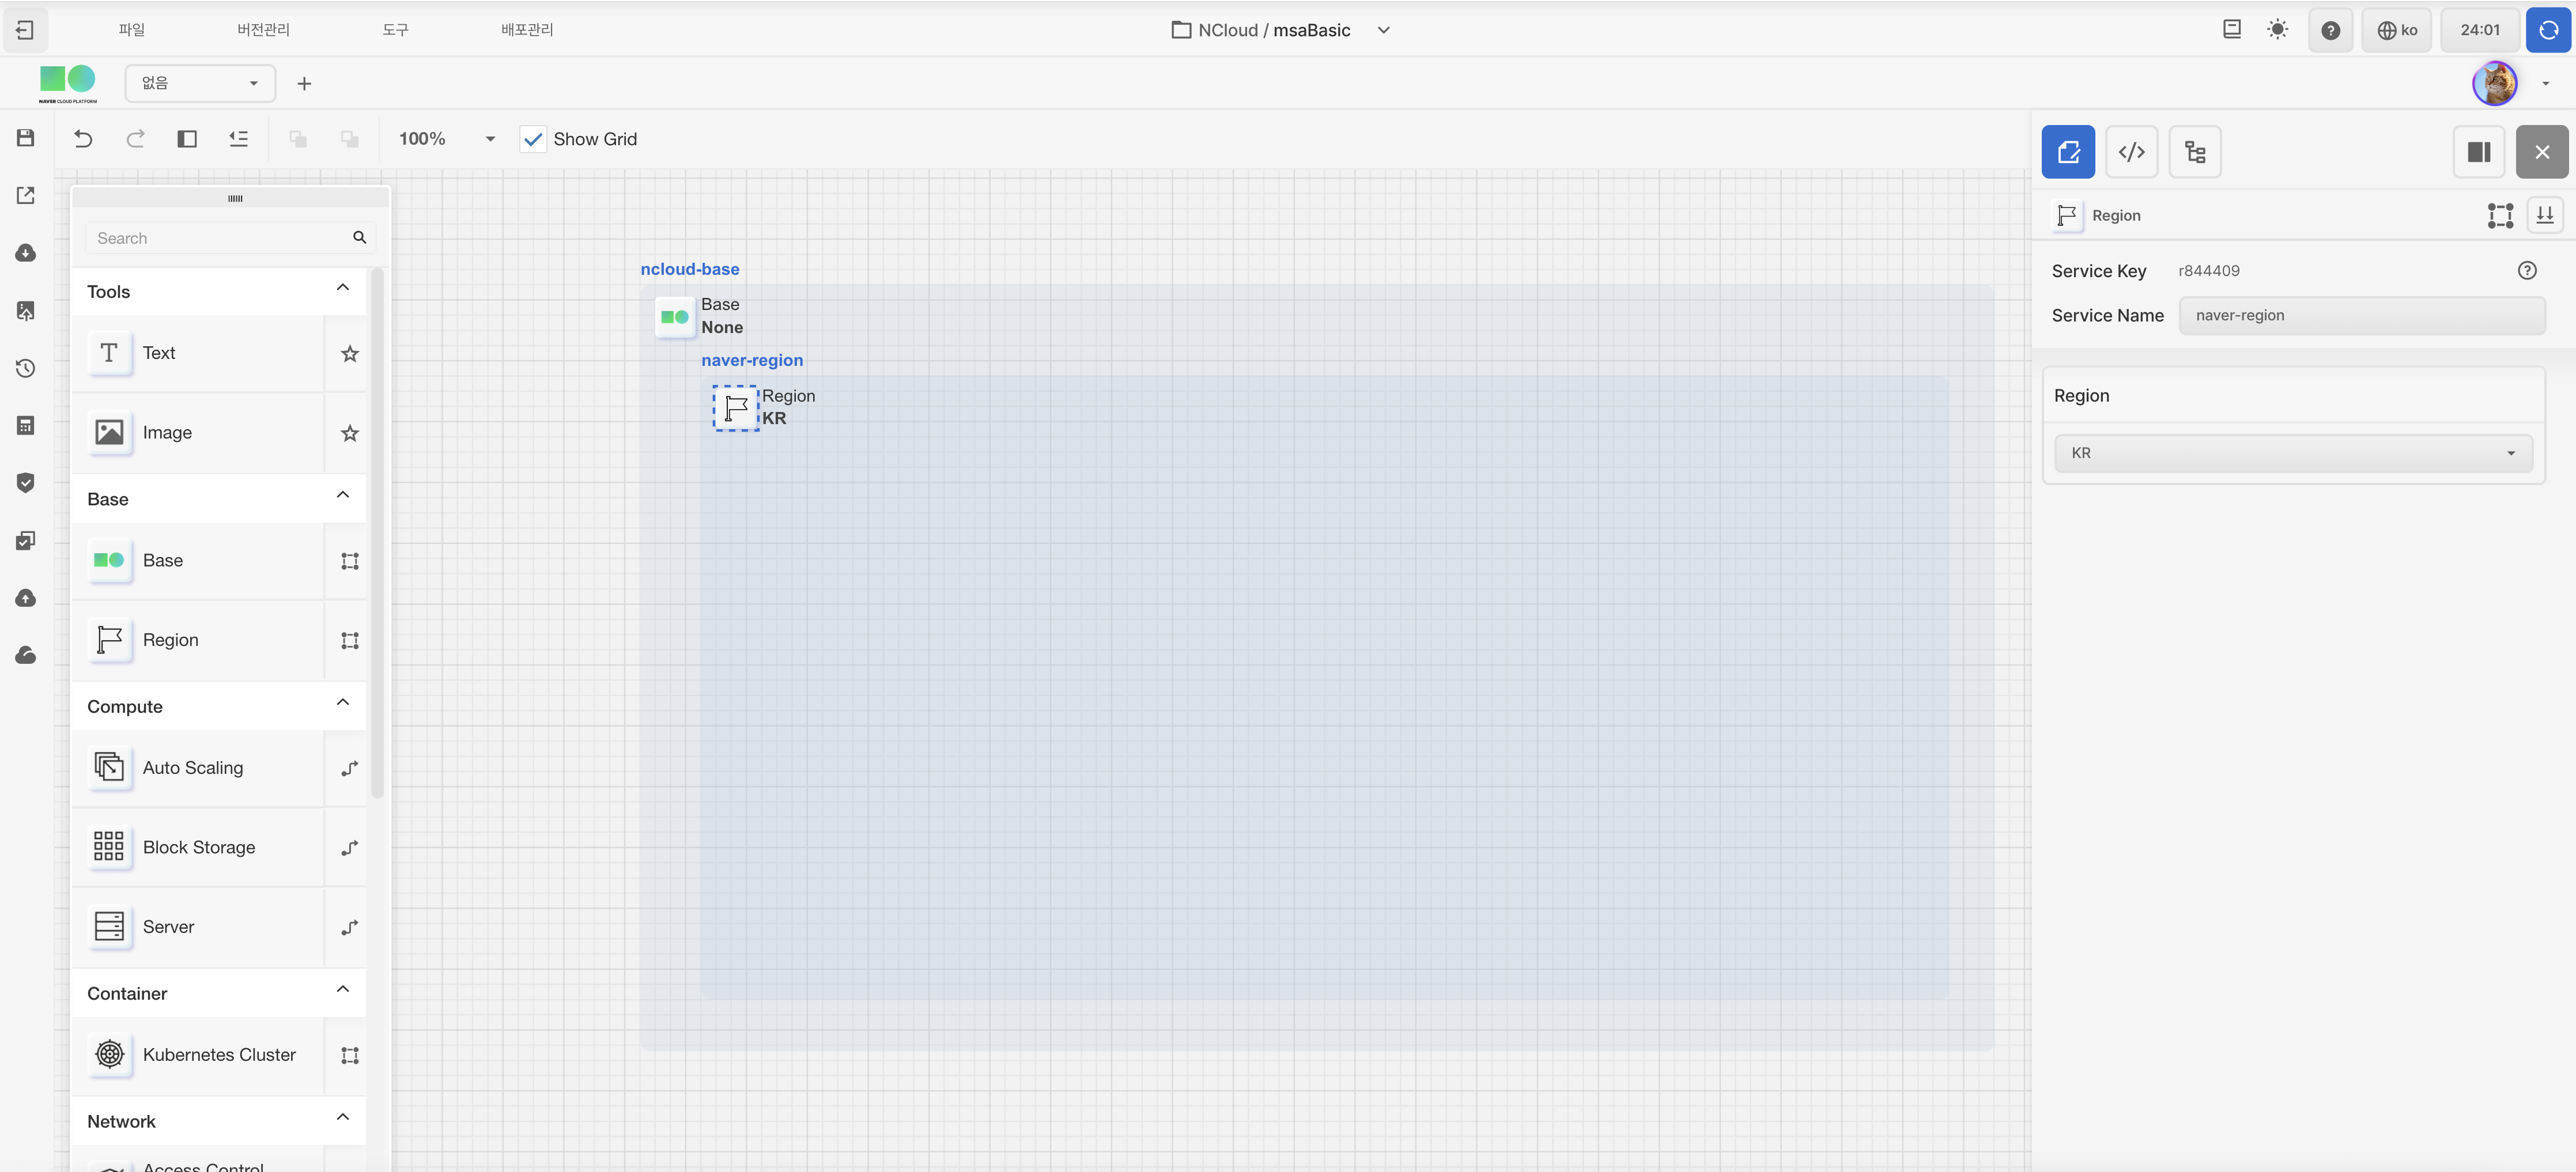 파일
버전관리
도구
배포관리
NCloud / msaBasic
ko
24:01
NAVER CLOUD PLATFORM
없음
100%
Show Grid
Search
Tools
Text
Image
Base
Base
Region
Compute
Auto Scaling
Block Storage
Server
Container
Kubernetes Cluster
Network
Access Control
ncloud-base
Base
None
naver-region
Region
KR
Region
Service Key r844409
Service Name naver-region
Region
KR